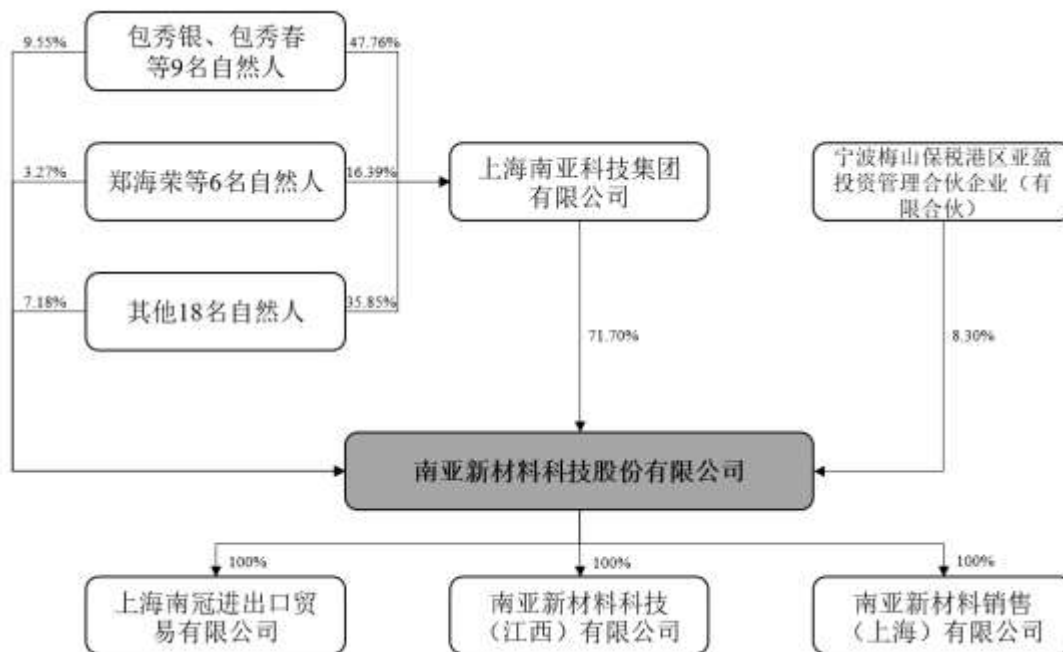 9.55%
包秀银、包秀春
等9名自然人
47.76%
3.27%
郑海荣等6名自然人
16.39%
上海南亚科技集团
有限公司
宁波梅山保税港区亚盈
投资管理合伙企业（有
限合伙）
7.18%
其他18名自然人
35.85%
71.70%
8.30%
南亚新材料科技股份有限公司
100%
100%
100%
上海南冠进出口贸
易有限公司
南亚新材料科技
（江西）有限公司
南亚新材料销售
（上海）有限公司